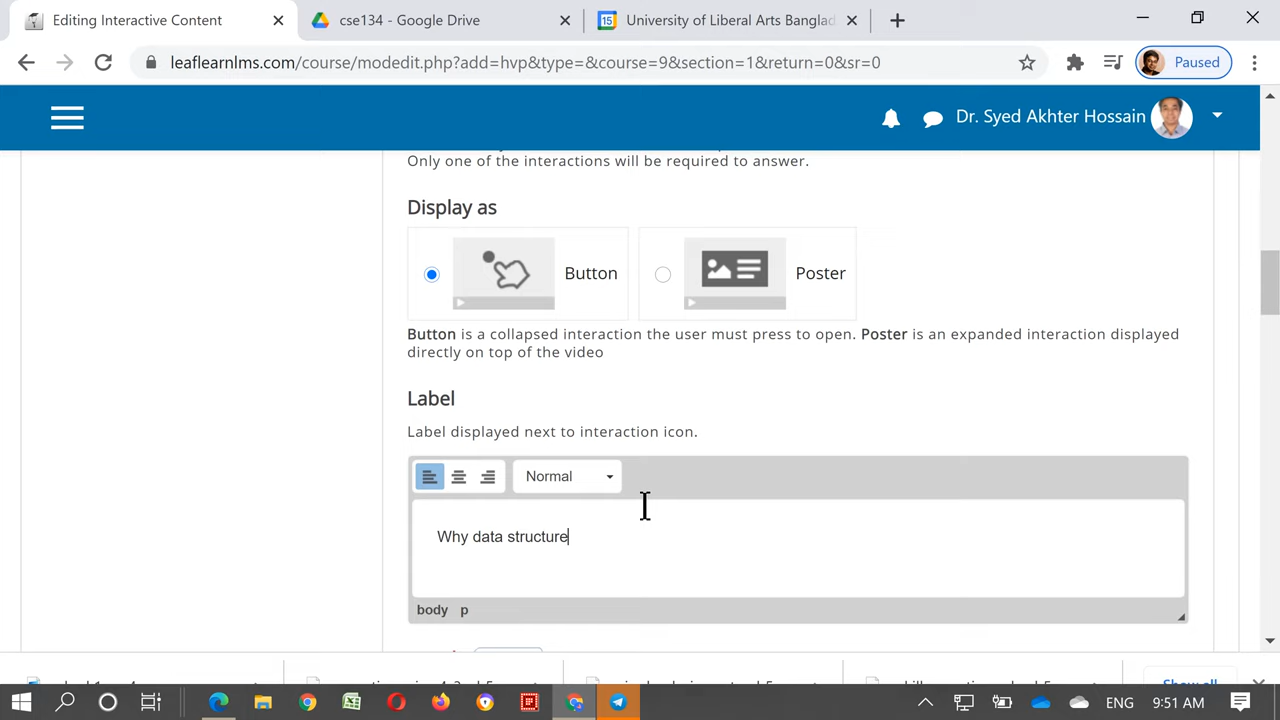 Editing Interactive Content
cse134 - Google Drive
15
University of Liberal Arts Banglad
leaflearnlms.com/course/modedit.php?add=hvp&type=&course=9&section=1&return=0&sr=0
Paused
Dr. Syed Akhter Hossain
Only one of the interactions will be required to answer.
Display as
Button
Poster
Button is a collapsed interaction the user must press to open. Poster is an expanded interaction displayed
directly on top of the video
Label
Label displayed next to interaction icon.
Normal
Why data structure
body p
Show all
ENG
9:51 AM